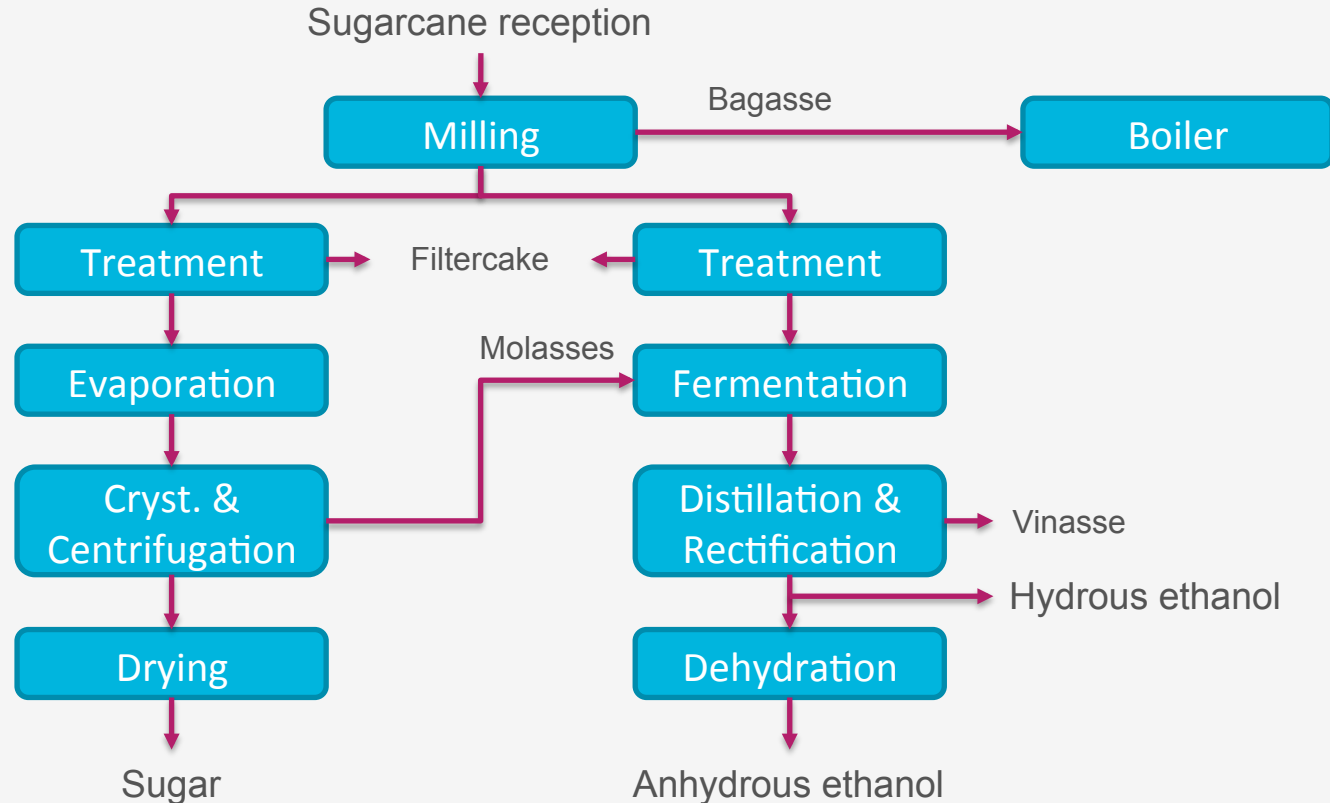 Sugarcane reception
Bagasse
Milling
Boiler
Treatment
Filtercake
Treatment
Molasses
Evaporation
Fermentation
Cryst. &
Centrifugation
Distillation &
Rectification
Vinasse
Hydrous ethanol
Drying
Dehydration
Sugar
Anhydrous ethanol